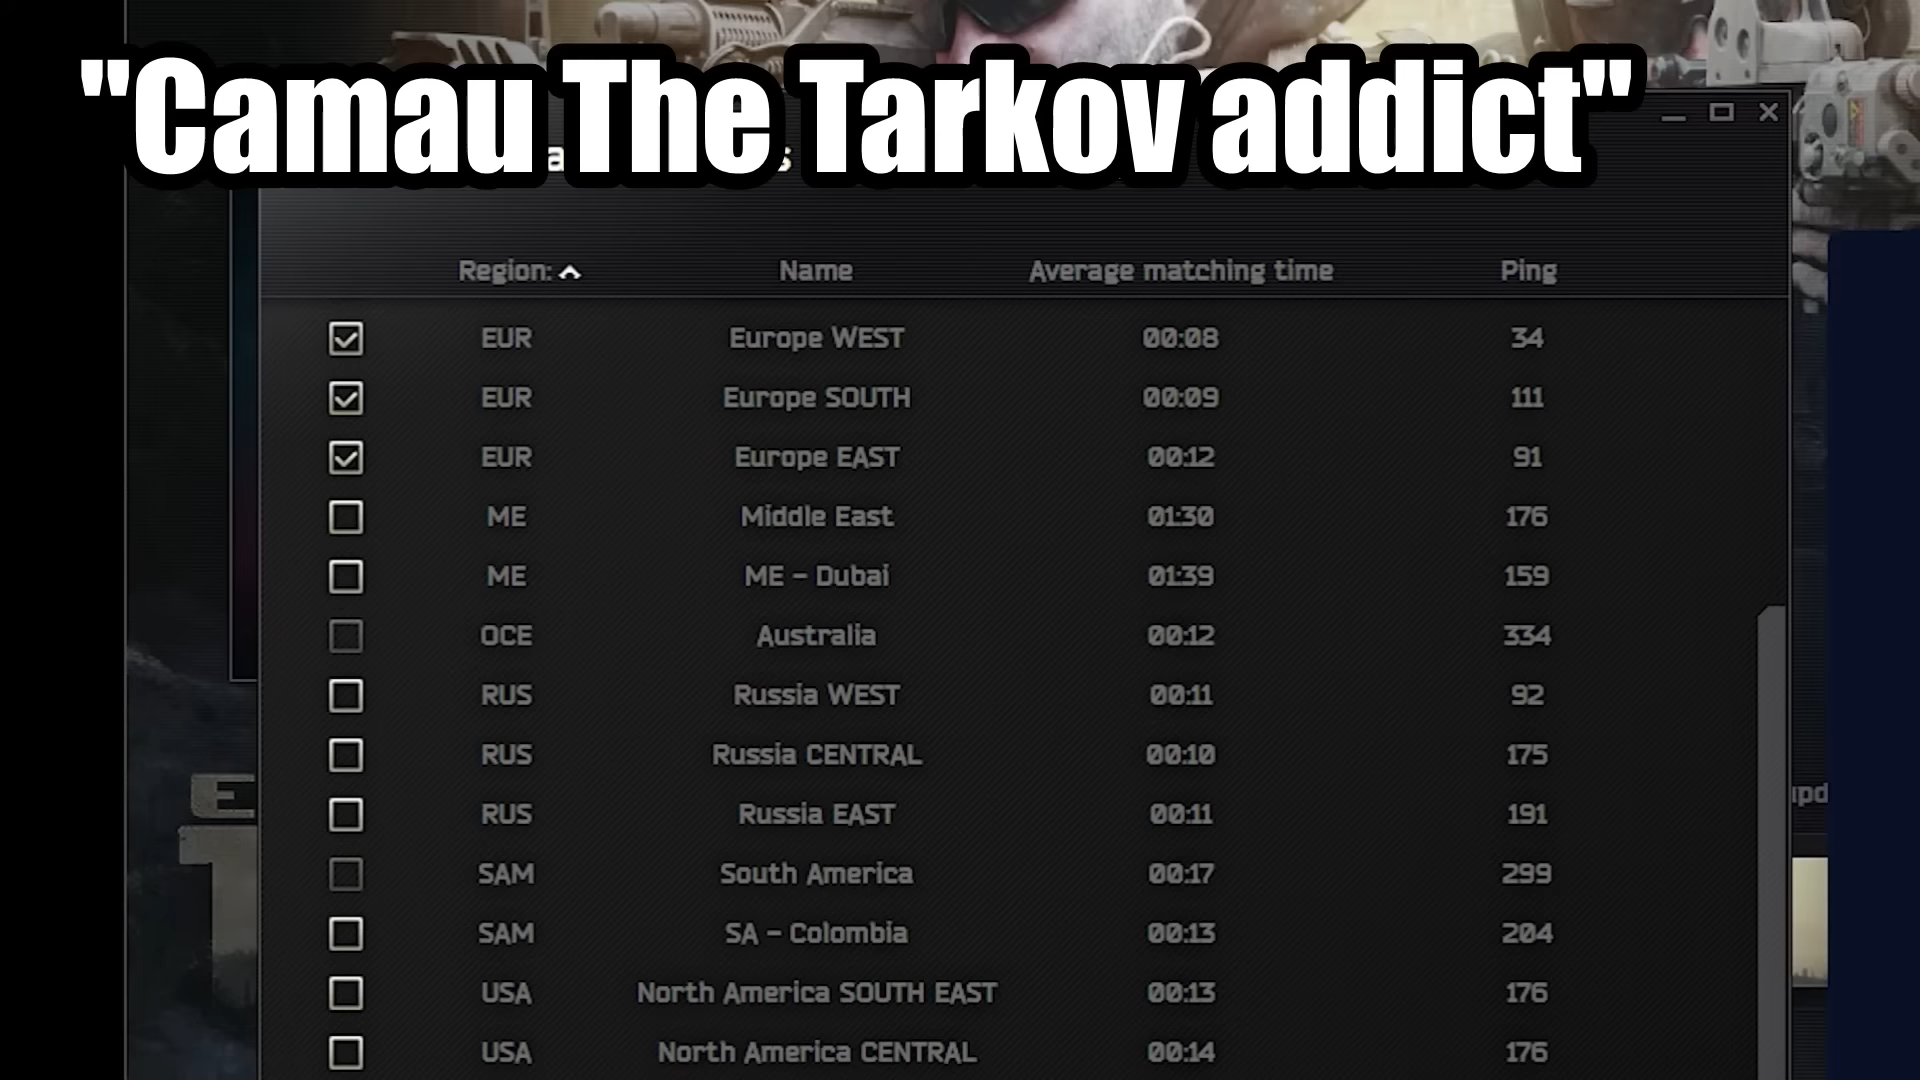 "Camau The Tarkov addict"
Region: Name Average matching time Ping
EUR Europe WEST 00:08 34
EUR Europe SOUTH 00:09 111
EUR Europe EAST 00:12 91
ME Middle East 01:30 176
ME - Dubai 01:39 159
OCE Australia 00:12 334
RUS Russia WEST 00:11 92
RUS Russia CENTRAL 00:10 175
RUS Russia EAST 00:11 191
SAM South America 00:17 299
SAM SA - Colombia 00:13 204
USA North America SOUTH EAST 00:13 176
USA North America CENTRAL 00:14 176